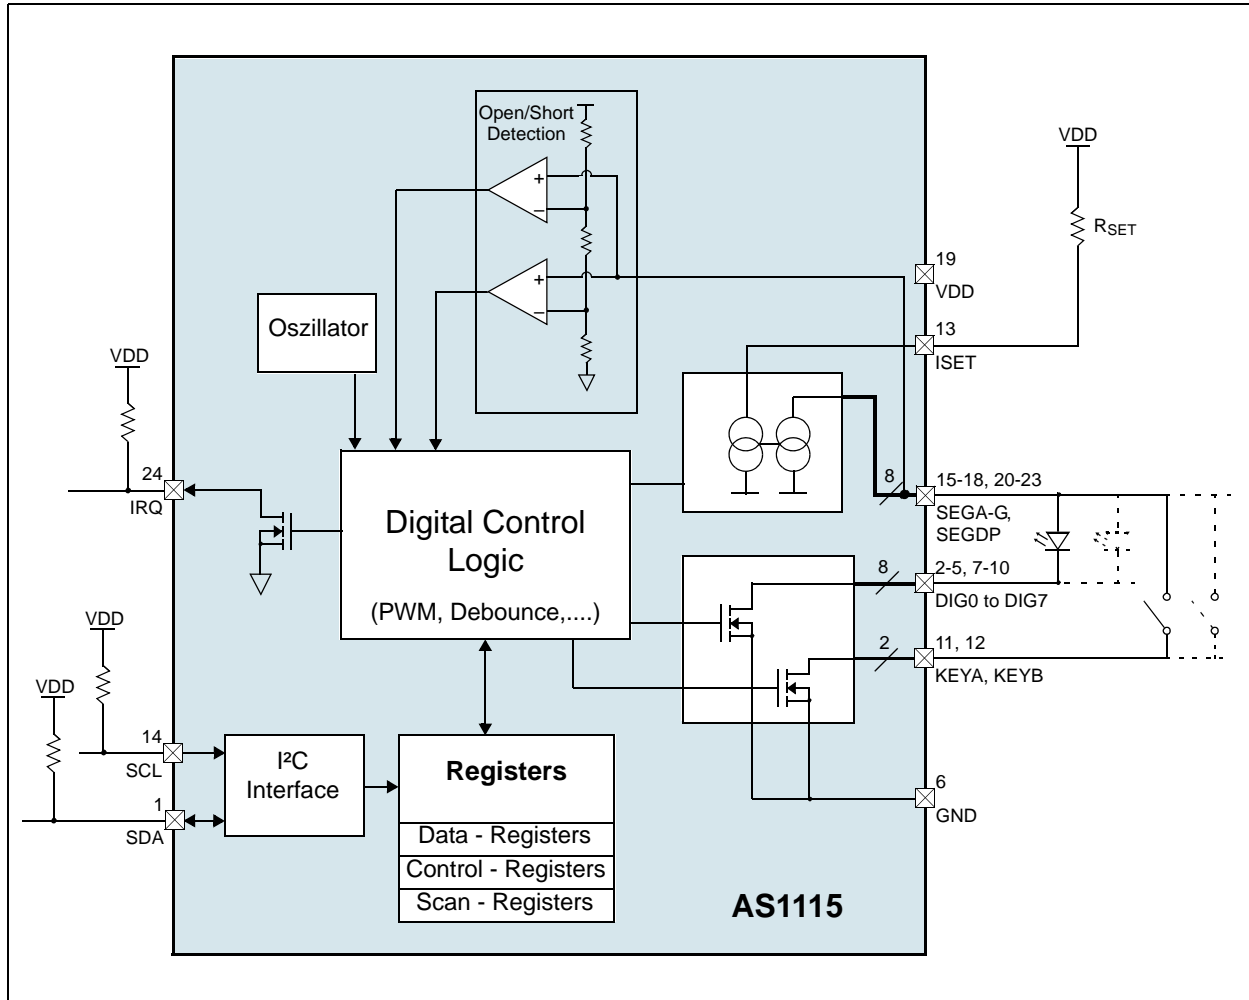 Open/Short
Detection
+
–
+
–
VDD
RSET
19
VDD
Oszillator
13
ISET
VDD
24
IRQ
Digital Control
Logic
(PWM, Debounce,....)
8
15-18, 20-23
SEGA-G,
SEGDP
8
2-5, 7-10
DIG0 to DIG7
2
11, 12
KEYA, KEYB
VDD
VDD
14
SCL
1
SDA
I²C
Interface
Registers
Data - Registers
Control - Registers
Scan - Registers
6
GND
AS1115